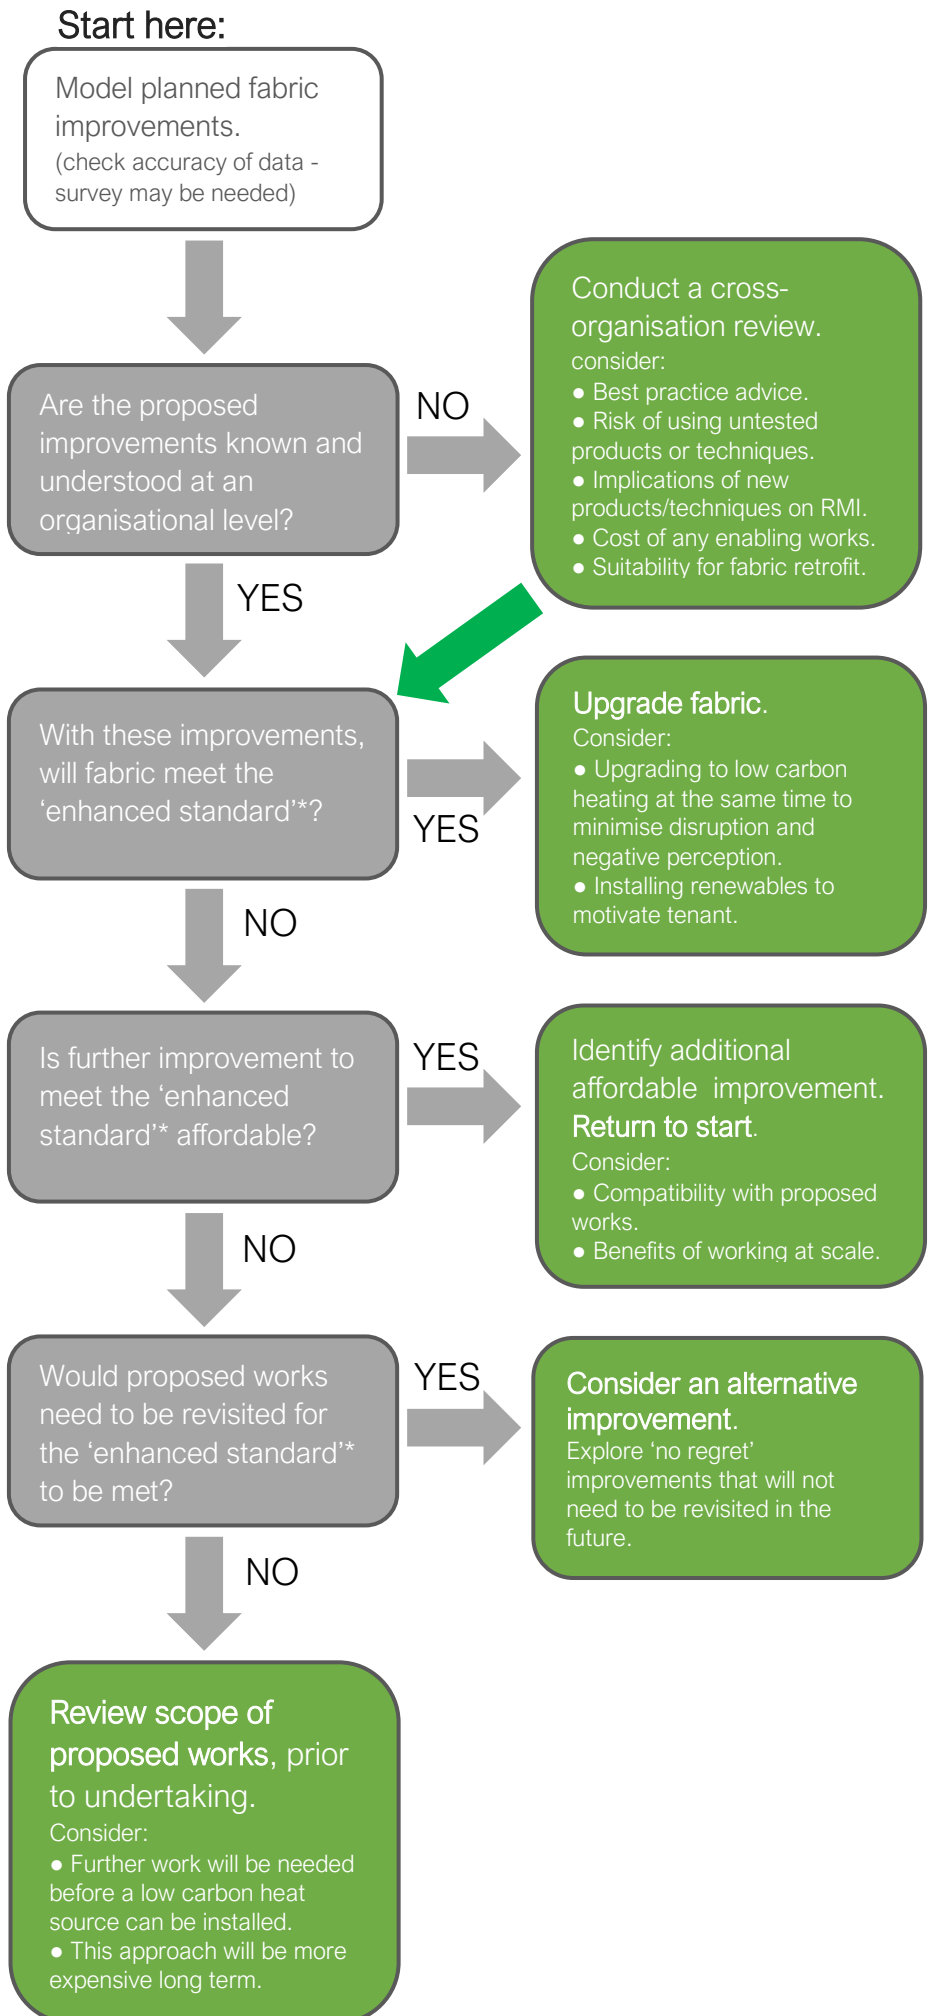 Start here:
Model planned fabric
improvements.
(check accuracy of data -
survey may be needed)
Are the proposed
improvements known and
understood at an
organisational level?
NO
Conduct a cross-
organisation review.
consider:
● Best practice advice.
● Risk of using untested
products or techniques.
● Implications of new
products/techniques on RMI.
● Cost of any enabling works.
● Suitability for fabric retrofit.
YES
With these improvements,
will fabric meet the
‘enhanced standard’*?
YES
Upgrade fabric.
Consider:
● Upgrading to low carbon
heating at the same time to
minimise disruption and
negative perception.
● Installing renewables to
motivate tenant.
NO
Is further improvement to
meet the ‘enhanced
standard’* affordable?
YES
Identify additional
affordable improvement.
Return to start.
Consider:
● Compatibility with proposed
works.
● Benefits of working at scale.
NO
Would proposed works
need to be revisited for
the ‘enhanced standard’*
to be met?
YES
Consider an alternative
improvement.
Explore ‘no regret’
improvements that will not
need to be revisited in the
future.
NO
Review scope of
proposed works, prior
to undertaking.
Consider:
● Further work will be needed
before a low carbon heat
source can be installed.
● This approach will be more
expensive long term.